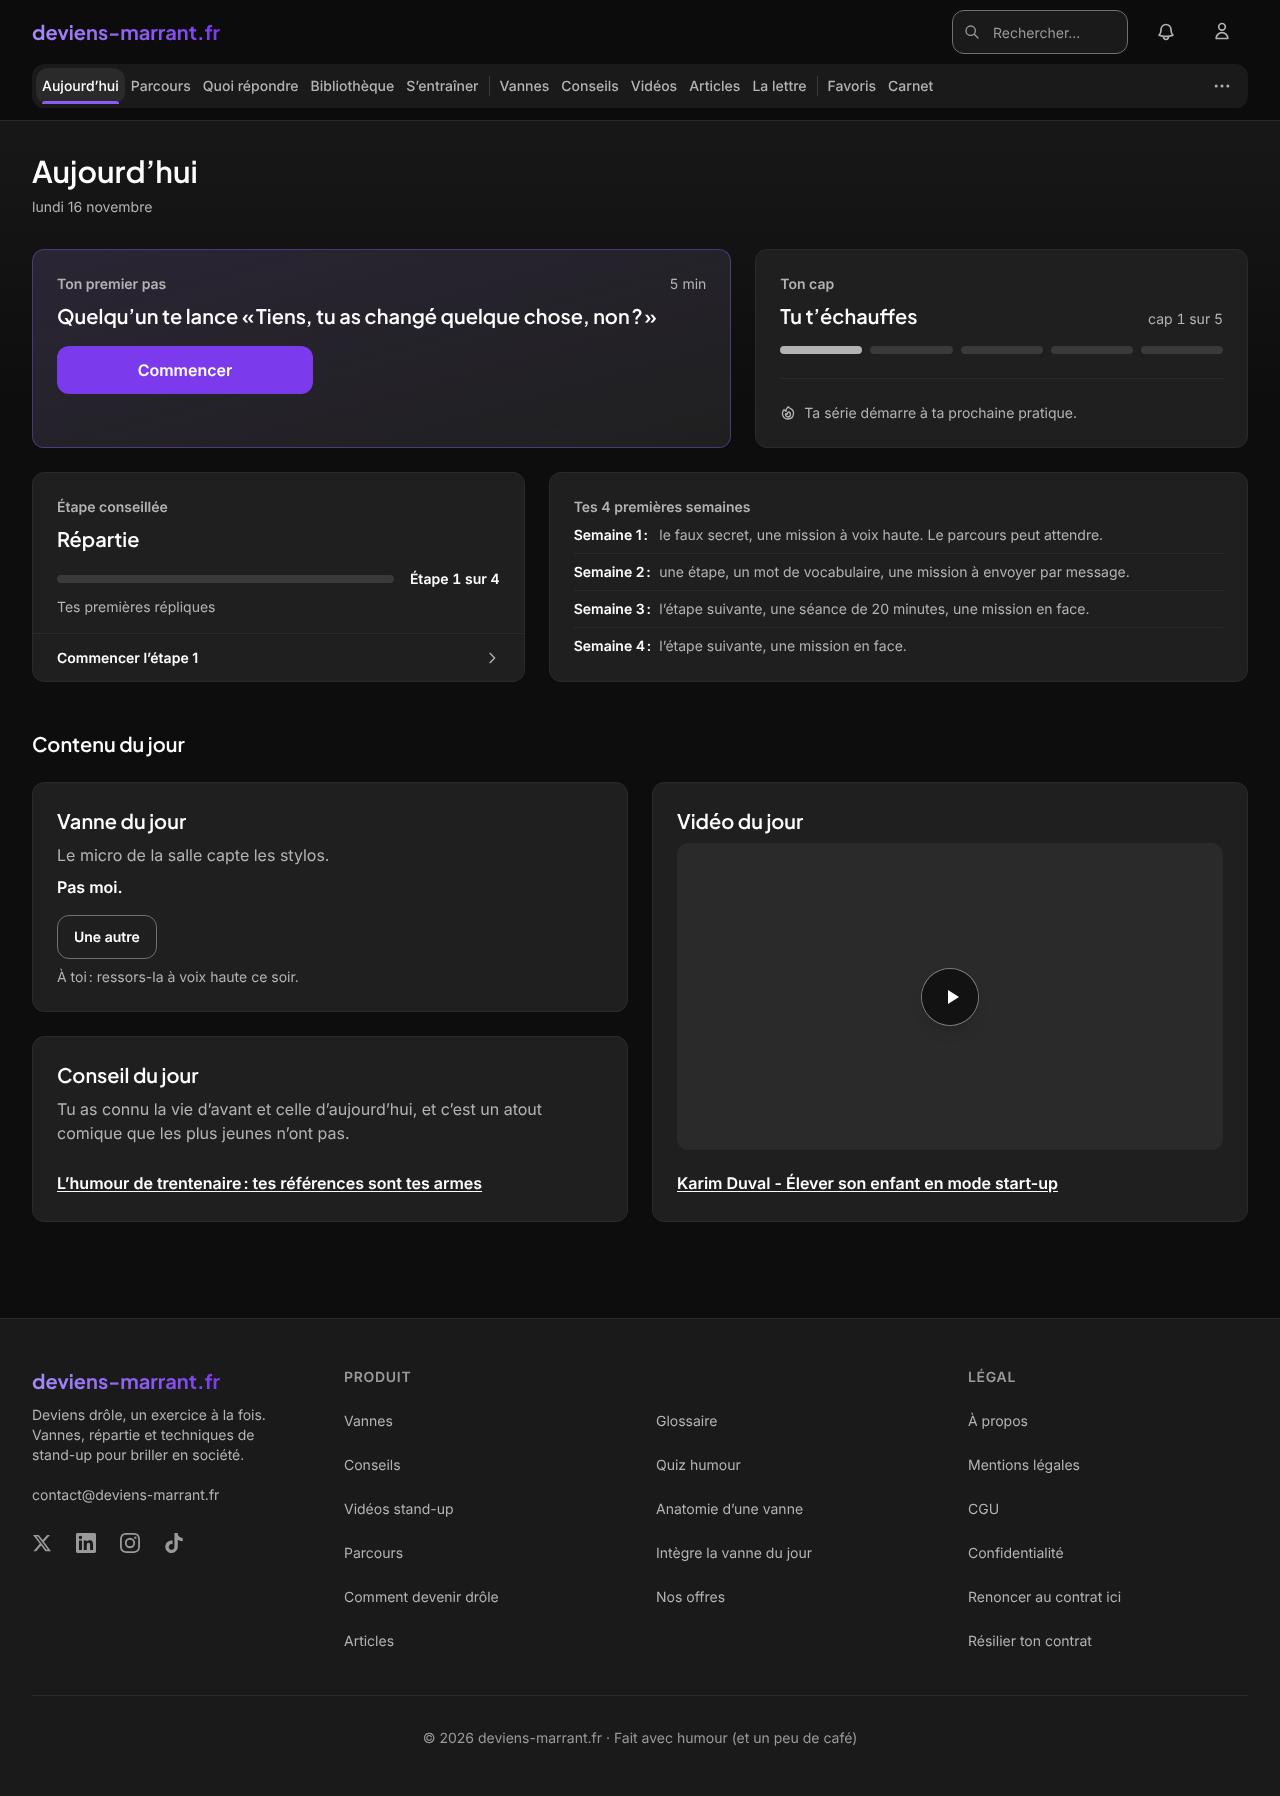 deviens-marrant.fr
Rechercher...
Aujourd’hui Parcours Quoi répondre Bibliothèque S’entraîner Vannes Conseils Vidéos Articles La lettre Favoris Carnet
Aujourd’hui
lundi 16 novembre
Ton premier pas
5 min
Quelqu’un te lance « Tiens, tu as changé quelque chose, non ? »
Commencer
Ton cap
Tu t’échauffes
cap 1 sur 5
Ta série démarre à ta prochaine pratique.
Étape conseillée
Répartie
Étape 1 sur 4
Tes premières répliques
Commencer l’étape 1
Tes 4 premières semaines
Semaine 1 : le faux secret, une mission à voix haute. Le parcours peut attendre.
Semaine 2 : une étape, un mot de vocabulaire, une mission à envoyer par message.
Semaine 3 : l’étape suivante, une séance de 20 minutes, une mission en face.
Semaine 4 : l’étape suivante, une mission en face.
Contenu du jour
Vanne du jour
Le micro de la salle capte les stylos.
Pas moi.
Une autre
À toi : ressors-la à voix haute ce soir.
Conseil du jour
Tu as connu la vie d’avant et celle d’aujourd’hui, et c’est un atout
comique que les plus jeunes n’ont pas.
L’humour de trentenaire : tes références sont tes armes
Vidéo du jour
Karim Duval - Élever son enfant en mode start-up
deviens-marrant.fr
Deviens drôle, un exercice à la fois.
Vannes, répartie et techniques de
stand-up pour briller en société.
contact@deviens-marrant.fr
PRODUIT
Vannes
Conseils
Vidéos stand-up
Parcours
Comment devenir drôle
Articles
Glossaire
Quiz humour
Anatomie d’une vanne
Intègre la vanne du jour
Nos offres
LÉGAL
À propos
Mentions légales
CGU
Confidentialité
Renoncer au contrat ici
Résilier ton contrat
© 2026 deviens-marrant.fr · Fait avec humour (et un peu de café)